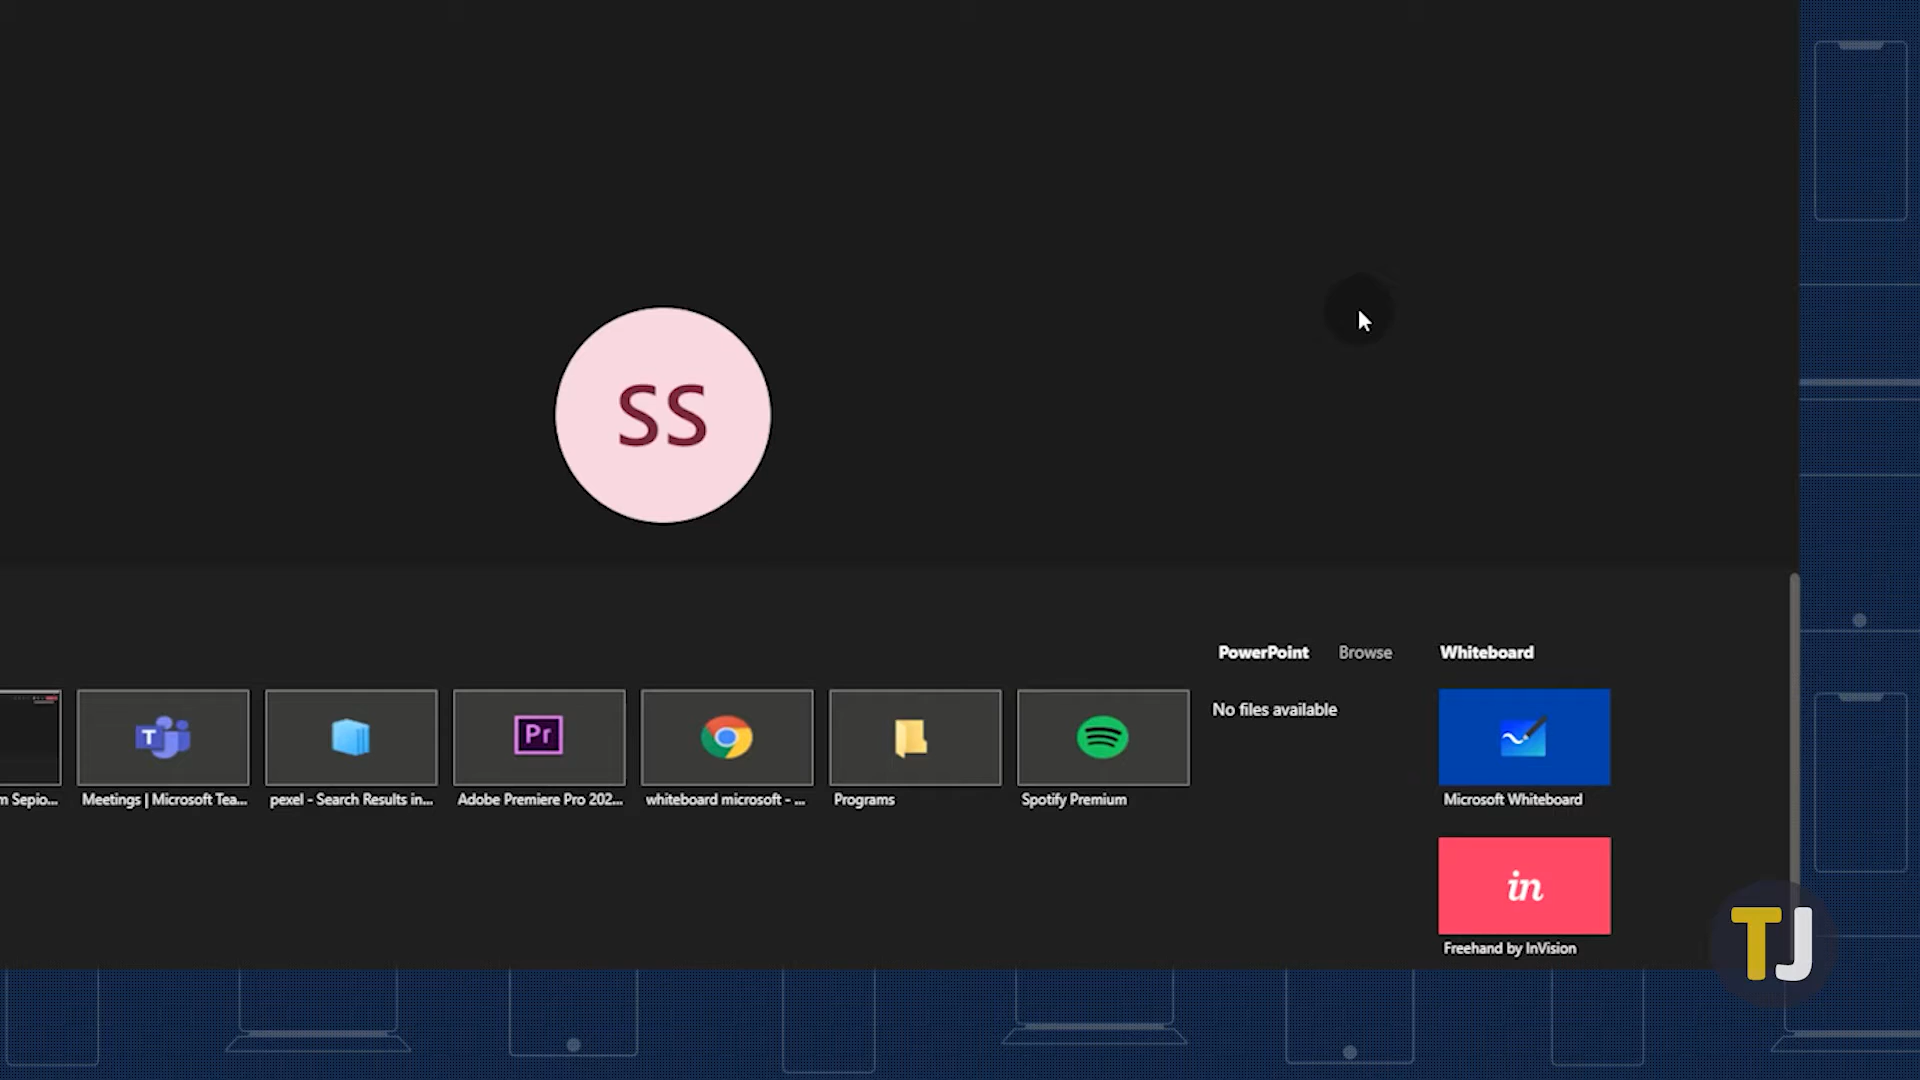 SS
PowerPoint
Browse
Whiteboard
No files available
T
Pr
m Sepio...
Meetings | Microsoft Tea...
pexel - Search Results in...
Adobe Premiere Pro 202...
whiteboard microsoft - ...
Programs
Spotify Premium
Microsoft Whiteboard
in
Freehand by InVision
TJ